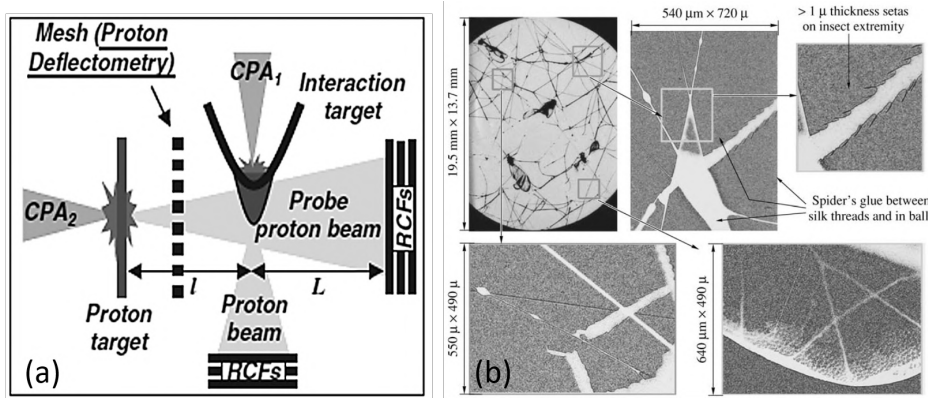 Mesh (Proton
Deflectometry)
CPA₁
Interaction
target
CPA₂
Probe
proton beam
RCFs
l
L
Proton
target
Proton
beam
RCFs
(a)
19.5 mm × 13.7 mm
540 μm × 720 μ
> 1 μ thickness setas
on insect extremity
Spider's glue between
silk threads and in ball
550 μ × 490 μ
(b)
640 μm × 490 μ